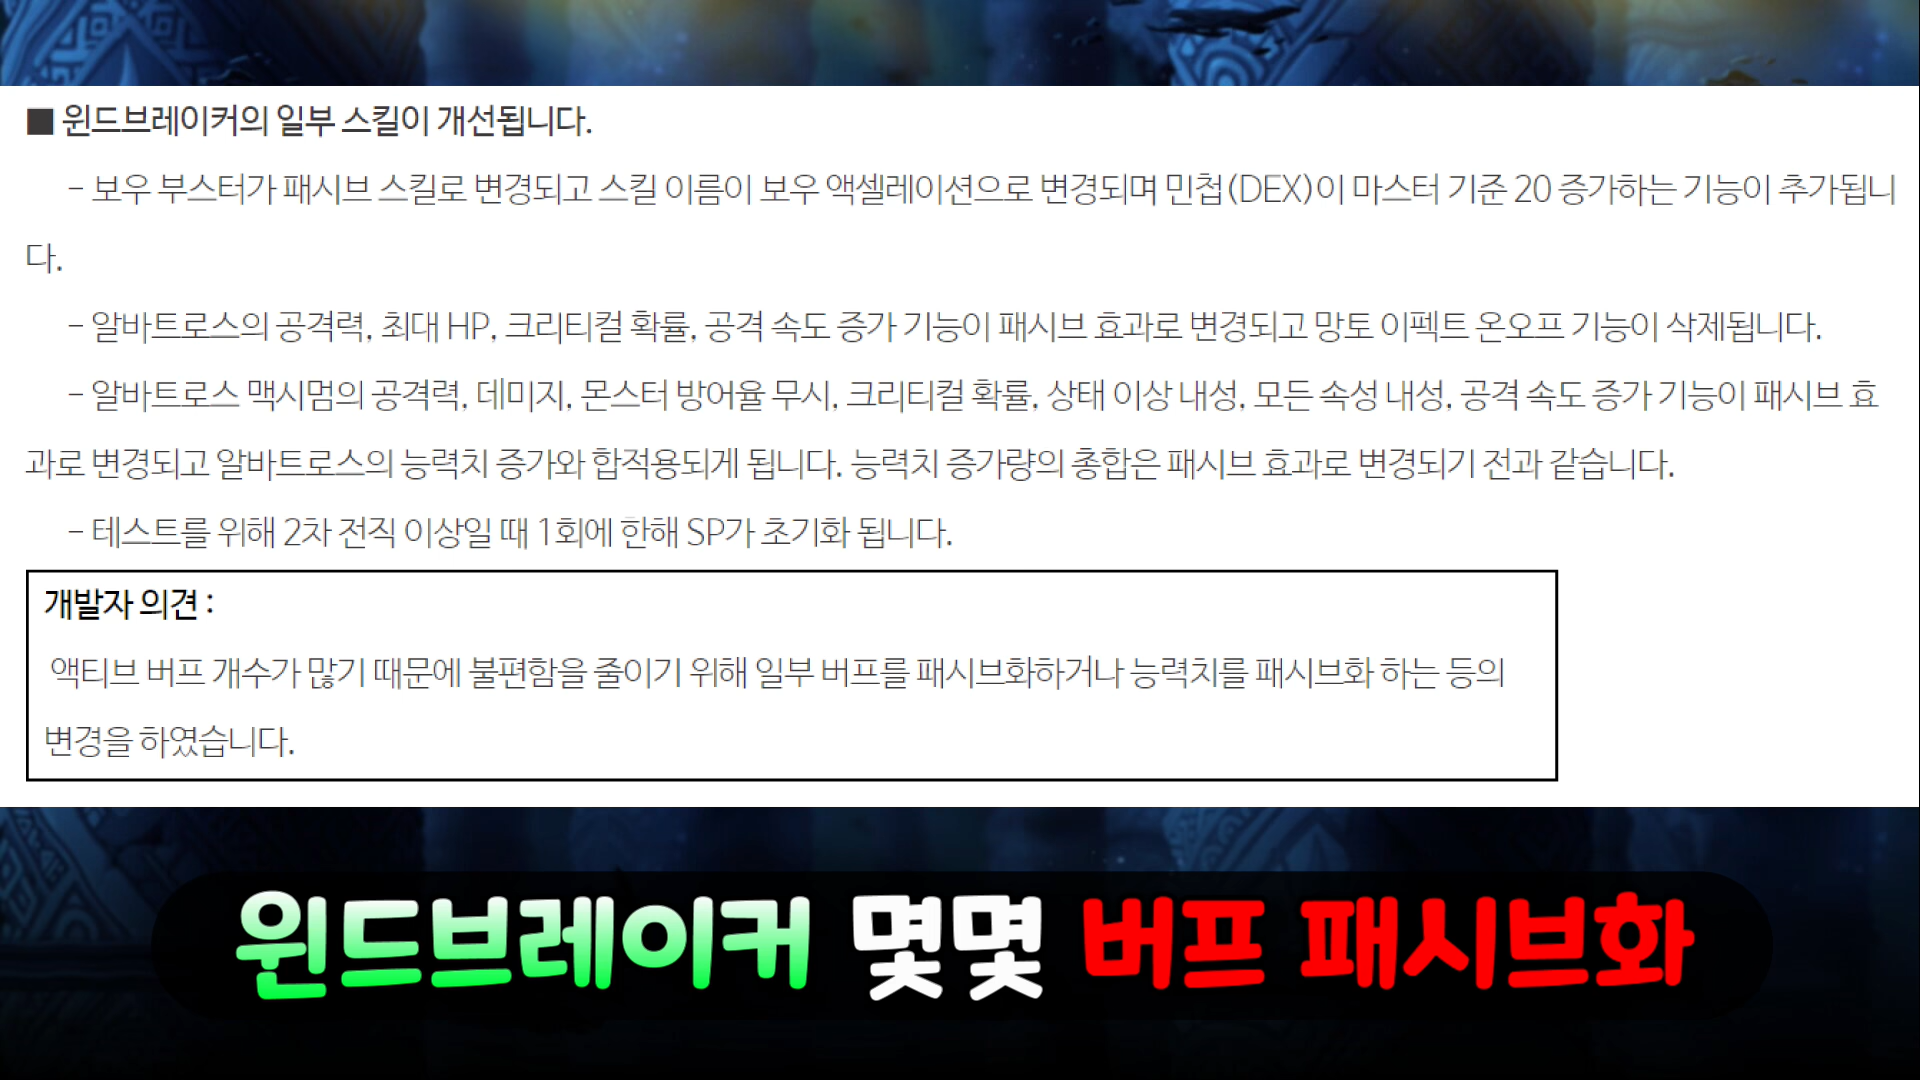 ■ 윈드브레이커의 일부 스킬이 개선됩니다.
- 보우 부스터가 패시브 스킬로 변경되고 스킬 이름이 보우 액셀레이션으로 변경되며 민첩(DEX)이 마스터 기준 20 증가하는 기능이 추가됩니
다.
- 알바트로스의 공격력, 최대 HP, 크리티컬 확률, 공격 속도 증가 기능이 패시브 효과로 변경되고 망토 이펙트 온오프 기능이 삭제됩니다.
- 알바트로스 맥시멈의 공격력, 데미지, 몬스터 방어율 무시, 크리티컬 확률, 상태 이상 내성, 모든 속성 내성, 공격 속도 증가 기능이 패시브 효
과로 변경되고 알바트로스의 능력치 증가와 합적용되게 됩니다. 능력치 증가량의 총합은 패시브 효과로 변경되기 전과 같습니다.
- 테스트를 위해 2차 전직 이상일 때 1회에 한해 SP가 초기화 됩니다.
개발자 의견 :
액티브 버프 개수가 많기 때문에 불편함을 줄이기 위해 일부 버프를 패시브화하거나 능력치를 패시브화 하는 등의
변경을 하였습니다.
윈드브레이커 몇몇 버프 패시브화